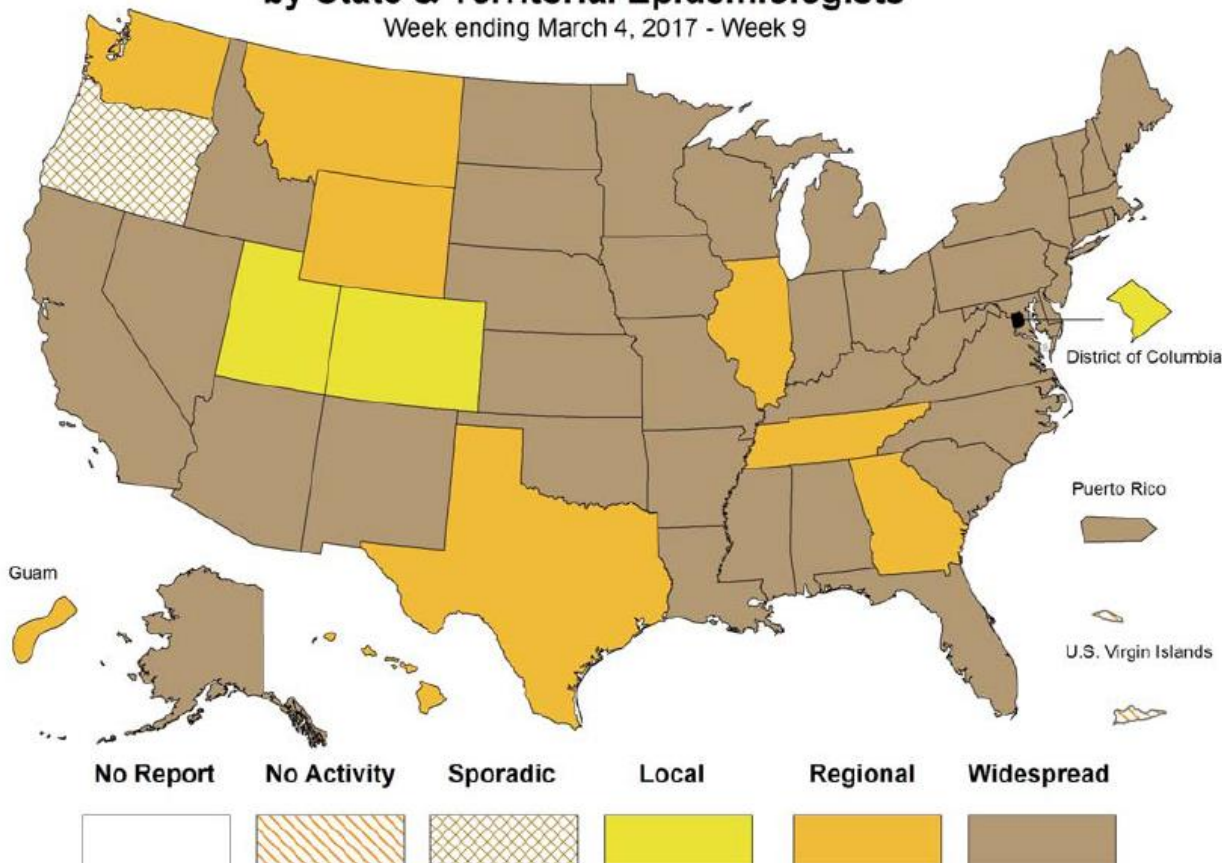 by State & Territorial Epidemiologists
Week ending March 4, 2017 - Week 9
District of Columbia
Puerto Rico
Guam
U.S. Virgin Islands
No Report No Activity Sporadic Local Regional Widespread